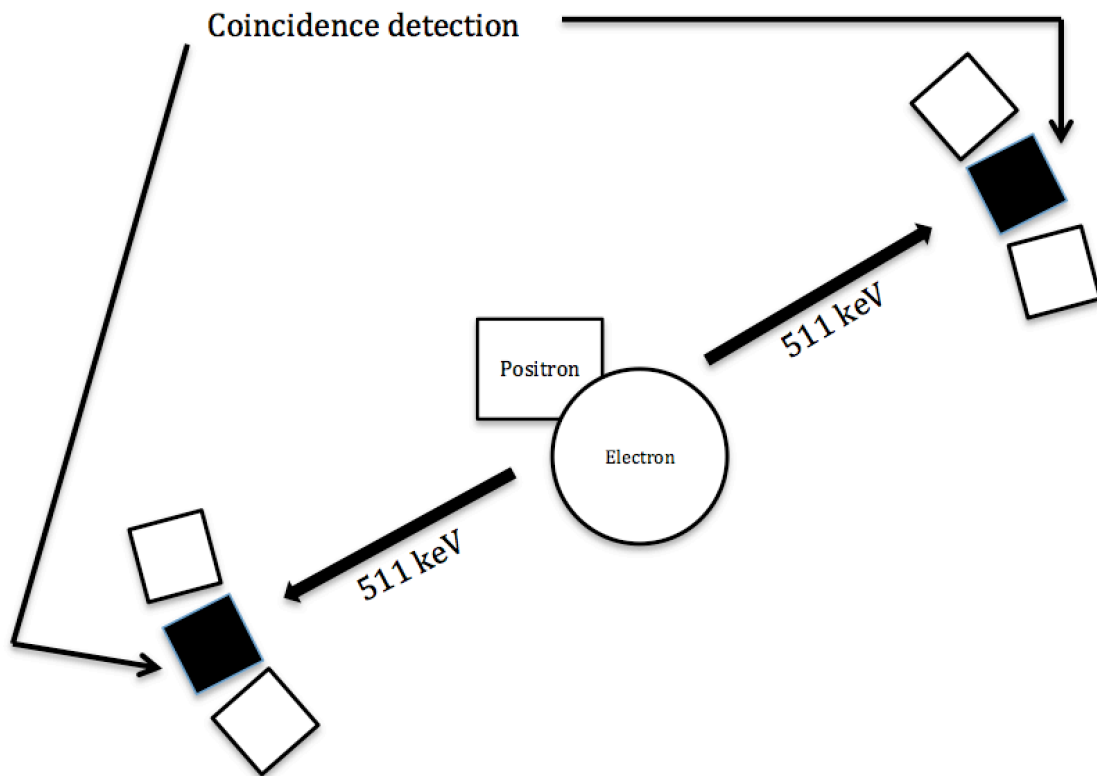 Coincidence detection
511 keV
Positron
Electron
511 keV